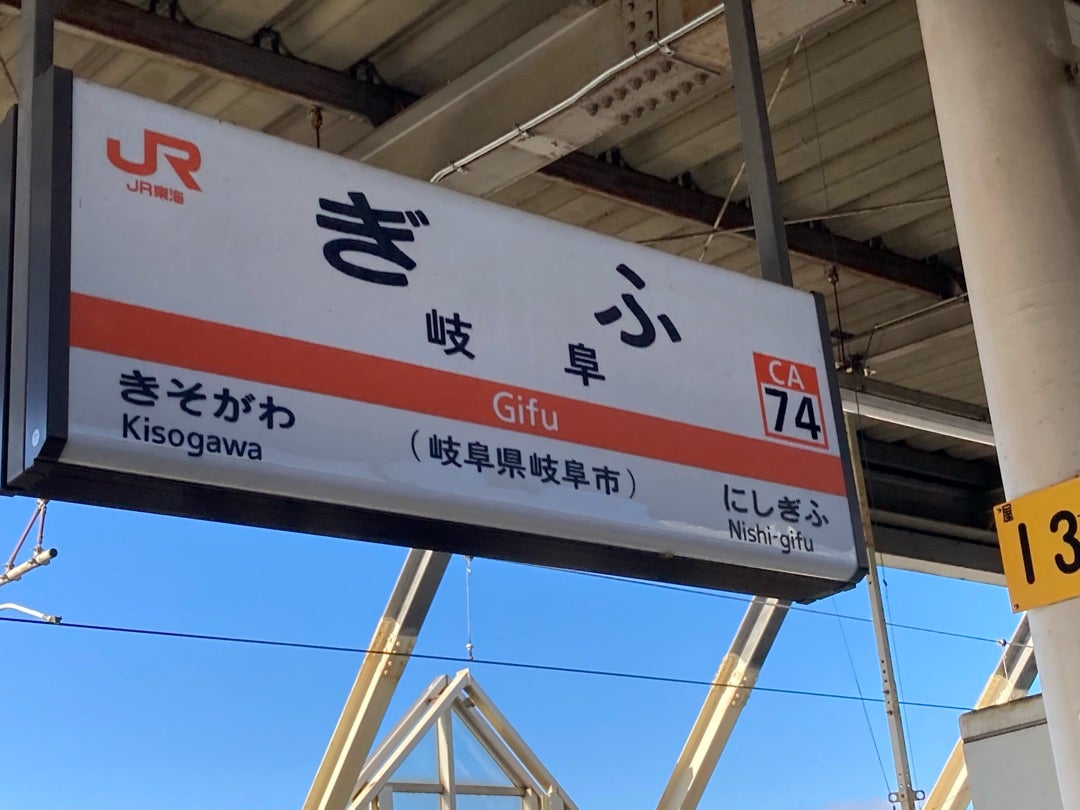 JR
JR東海
ぎふ
岐阜
CA
74
Gifu
きそがわ
Kisogawa
(岐阜県岐阜市)
にしぎふ
Nishi-gifu
13